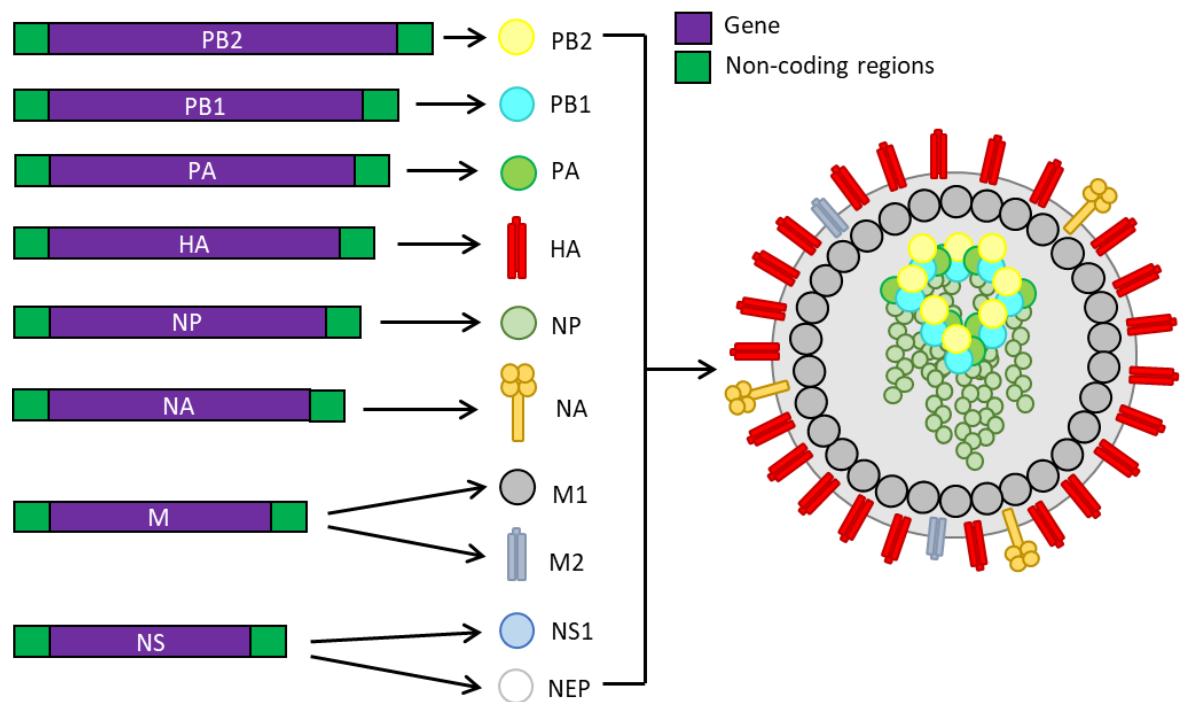 PB2
PB2
Gene
Non-coding regions
PB1
PB1
PA
PA
HA
HA
NP
NP
NA
NA
M
M1
M2
NS
NS1
NEP